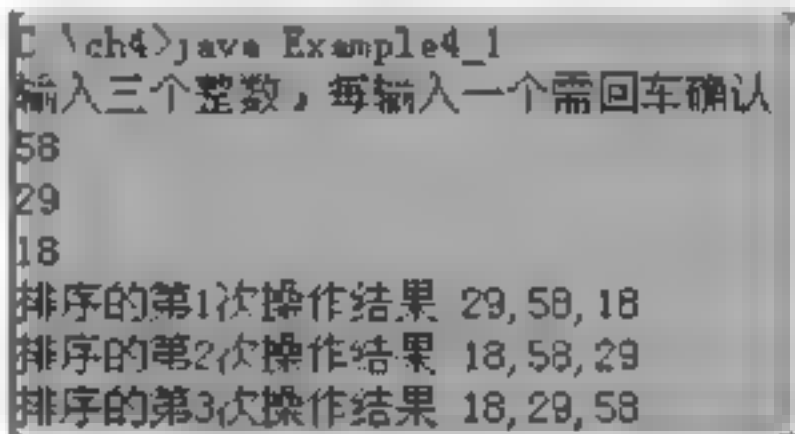 C \ch4>java Example4_1
输入三个整数，每输入一个需回车确认
58
29
18
排序的第1次操作结果 29,58,18
排序的第2次操作结果 18,58,29
排序的第3次操作结果 18,29,58